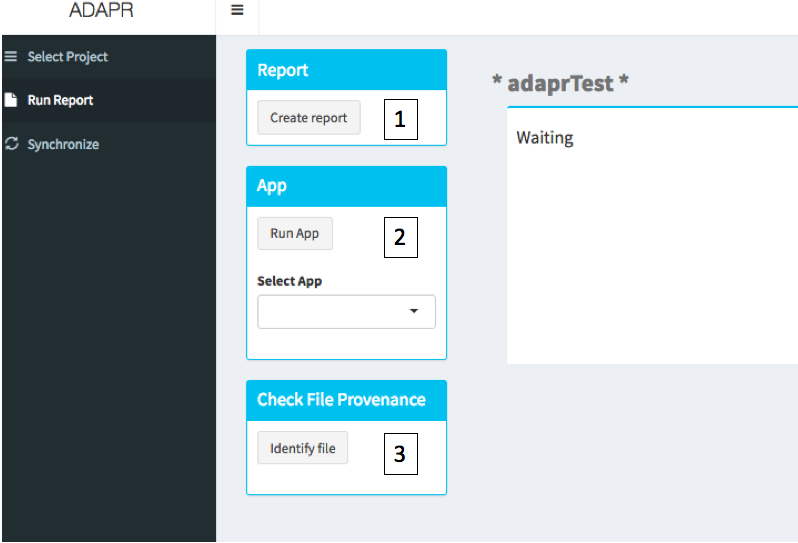 ADAPR
Select Project
Run Report
Synchronize
Report
Create report
1
App
Run App
2
Select App
Check File Provenance
Identify file
3
* adaprTest *
Waiting